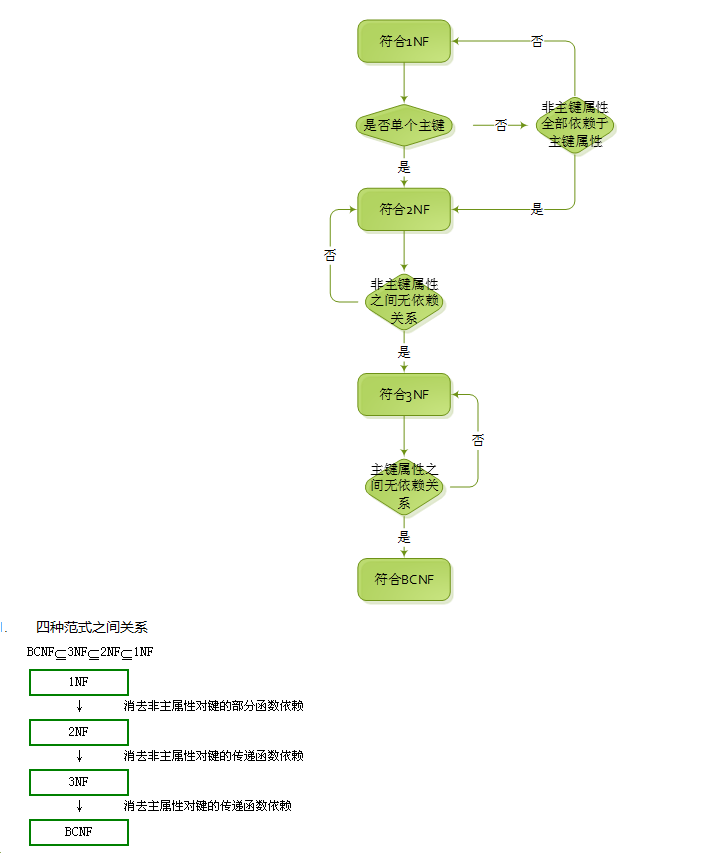 符合1NF
否
是否单个主键
否
非主键属性
全部依赖于
主键属性
是
符合2NF
是
否
非主键属性
之间无依赖
关系
是
符合3NF
否
主键属性之
间无依赖关
系
是
符合BCNF
四种范式之间关系
BCNF⊆3NF⊆2NF⊆1NF
1NF
↓ 消去非主属性对键的部分函数依赖
2NF
↓ 消去非主属性对键的传递函数依赖
3NF
↓ 消去主属性对键的传递函数依赖
BCNF